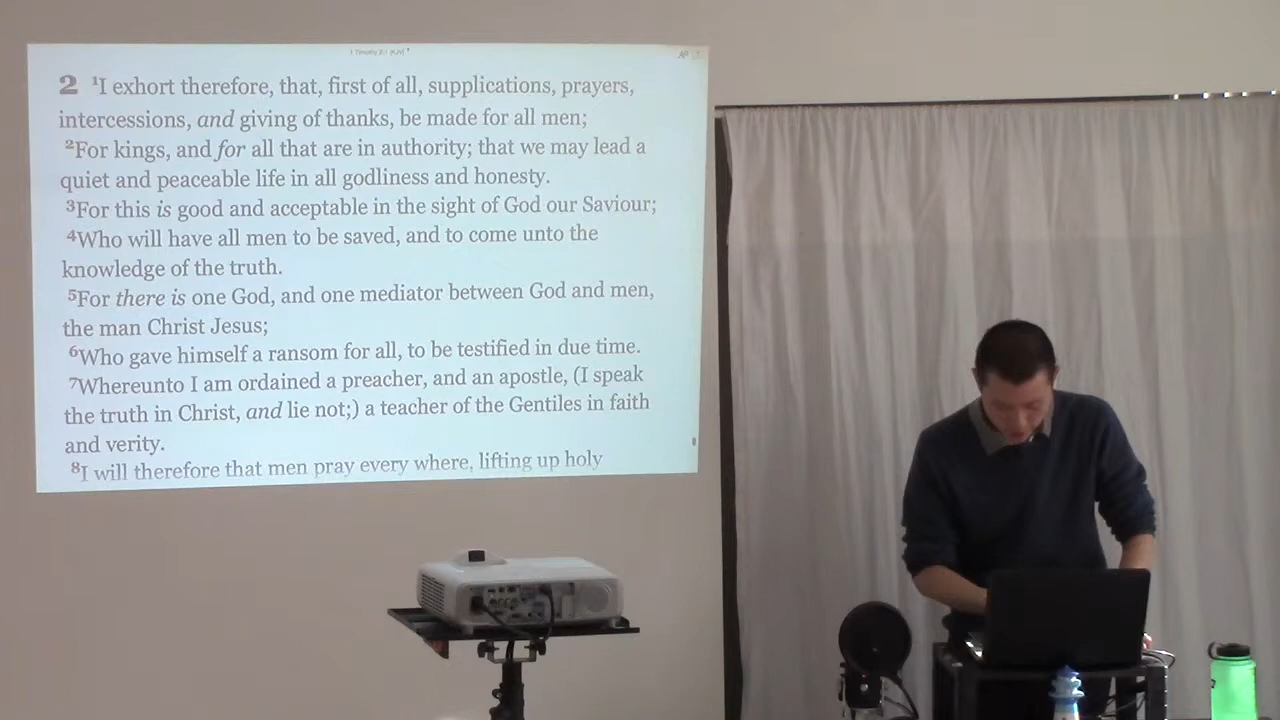 1 Timothy 2:1 (KJV)
2 ¹I exhort therefore, that, first of all, supplications, prayers,
intercessions, and giving of thanks, be made for all men;
²For kings, and for all that are in authority; that we may lead a
quiet and peaceable life in all godliness and honesty.
³For this is good and acceptable in the sight of God our Saviour;
⁴Who will have all men to be saved, and to come unto the
knowledge of the truth.
⁵For there is one God, and one mediator between God and men,
the man Christ Jesus;
⁶Who gave himself a ransom for all, to be testified in due time.
⁷Whereunto I am ordained a preacher, and an apostle, (I speak
the truth in Christ, and lie not;) a teacher of the Gentiles in faith
and verity.
⁸I will therefore that men pray every where, lifting up holy